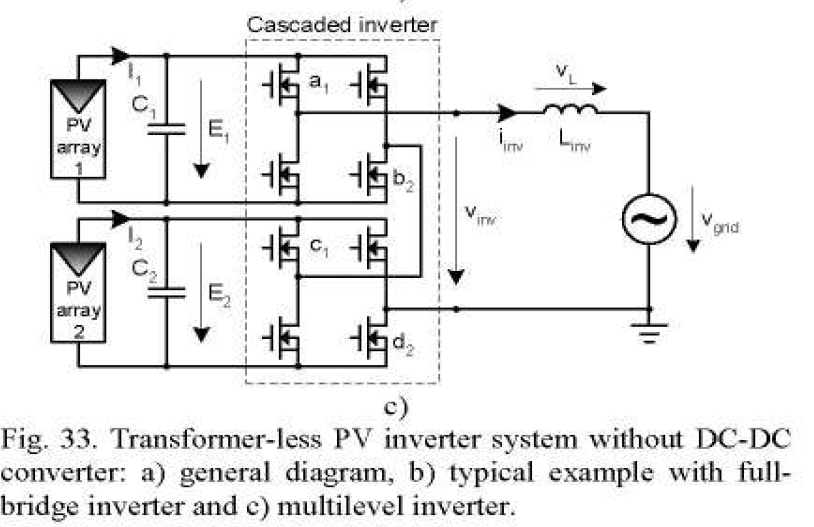 Cascaded inverter
I1
C1
PV
array
1
E1
a1
b2
vL
iinv
Linv
vinv
vgrid
I2
C2
PV
array
2
E2
c1
d2
c)
Fig. 33. Transformer-less PV inverter system without DC-DC
converter: a) general diagram, b) typical example with full-
bridge inverter and c) multilevel inverter.